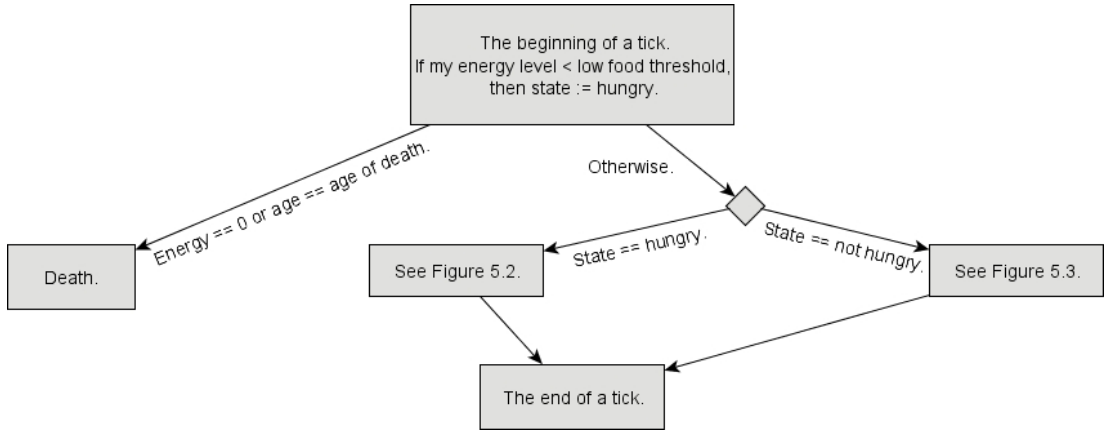 The beginning of a tick.
If my energy level < low food threshold,
then state := hungry.
Energy == 0 or age == age of death.
Otherwise.
State == hungry.
State == not hungry.
Death.
See Figure 5.2.
See Figure 5.3.
The end of a tick.